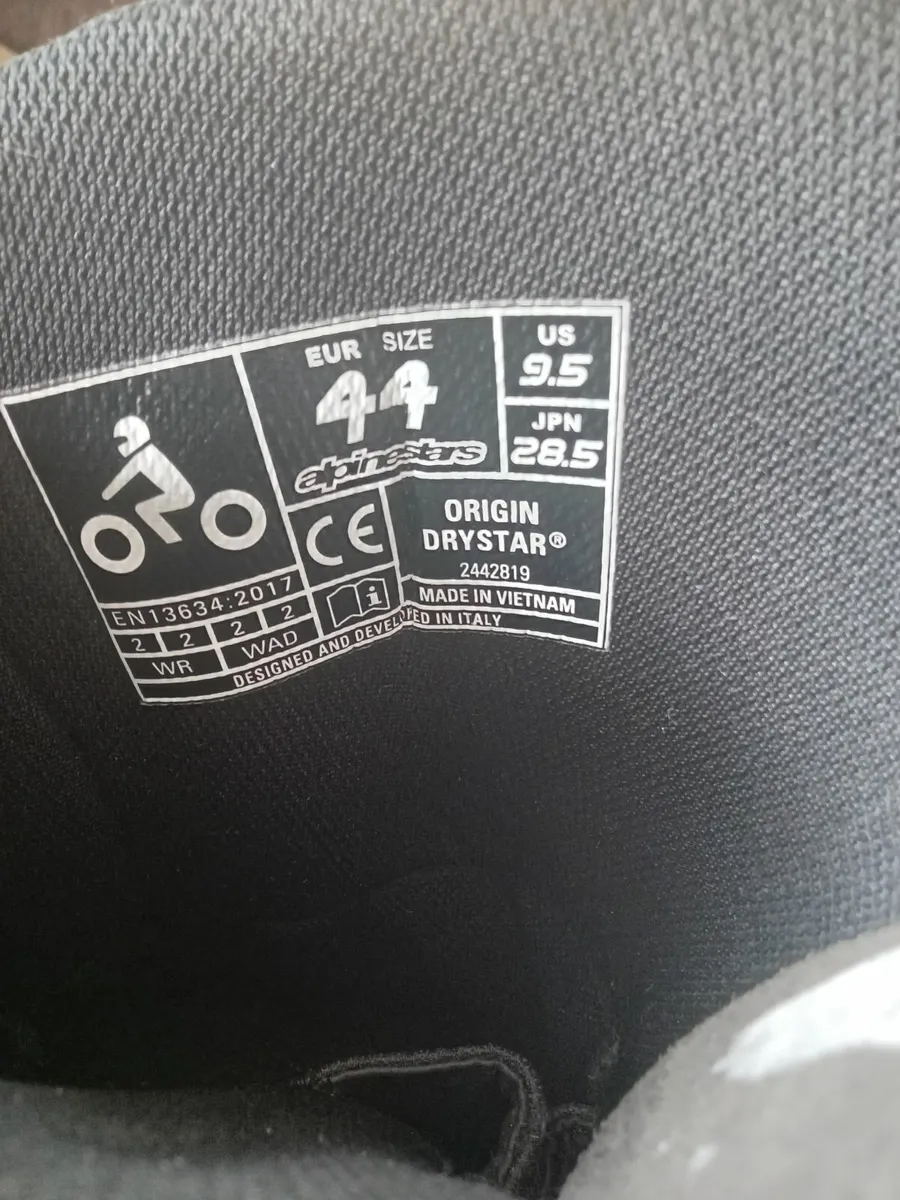 EUR SIZE
44
alpinestars
US
9.5
JPN
28.5
CE
ORIGIN
DRYSTAR®
2442819
MADE IN VIETNAM
EN13634:2017
2 2 2 2
WR WAD
i
DESIGNED AND DEVELOPED IN ITALY